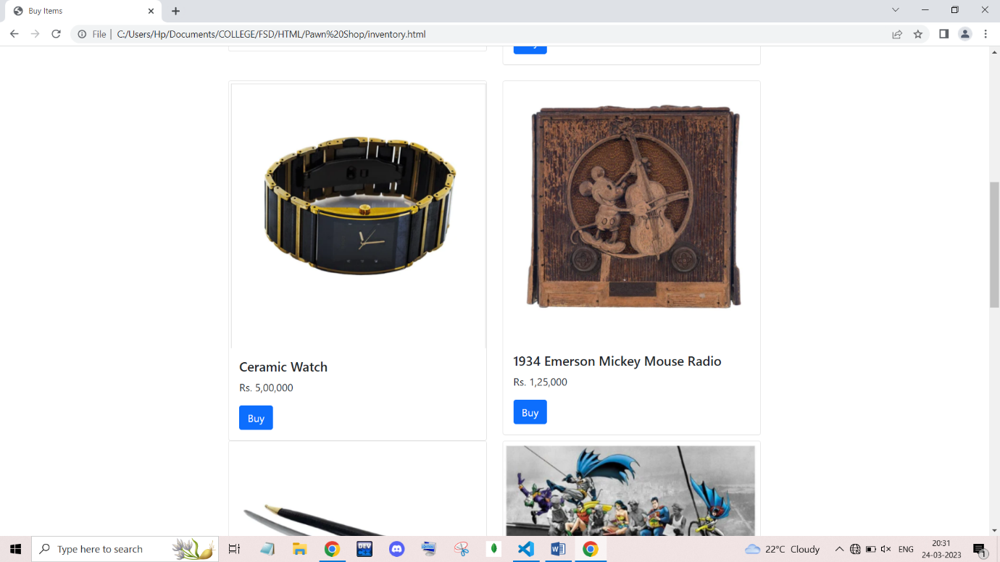 Buy Items
File | C:/Users/Hp/Documents/COLLEGE/FSD/HTML/Pawn%20Shop/inventory.html
Ceramic Watch
Rs. 5,00,000
Buy
1934 Emerson Mickey Mouse Radio
Rs. 1,25,000
Buy
Type here to search
DEV
22°C Cloudy
ENG
20:31
24-03-2023
1